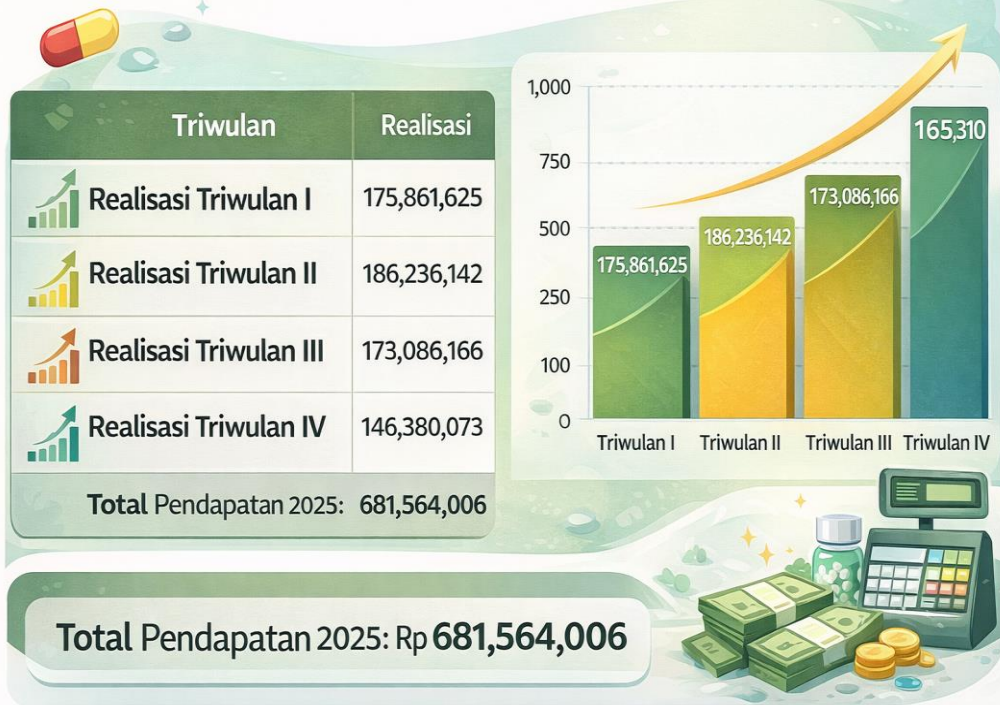 Triwulan Realisasi
Realisasi Triwulan I 175,861,625
Realisasi Triwulan II 186,236,142
Realisasi Triwulan III 173,086,166
Realisasi Triwulan IV 146,380,073
Total Pendapatan 2025: 681,564,006
1,000
750
500
250
100
0
175,861,625
186,236,142
173,086,166
165,310
Triwulan I Triwulan II Triwulan III Triwulan IV
Total Pendapatan 2025: Rp 681,564,006